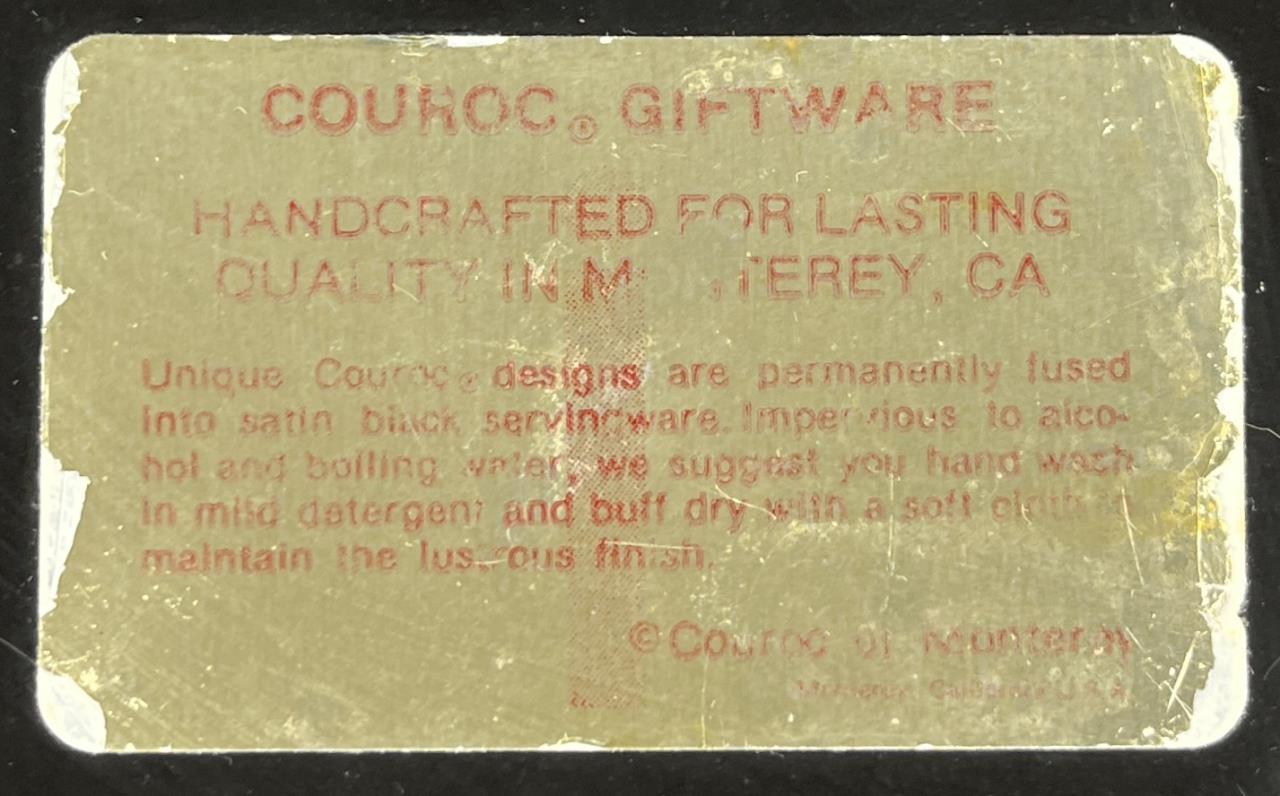 COUROC® GIFTWARE
HANDCRAFTED FOR LASTING
QUALITY IN MONTEREY, CA
Unique Couroc® designs are permanently fused
into satin black servingware. Impervious to alco-
hol and boiling water, we suggest you hand wash
in mild detergent and buff dry with a soft cloth to
maintain the lustrous finish.
© Couroc of Monterey
Monterey, California U.S.A.